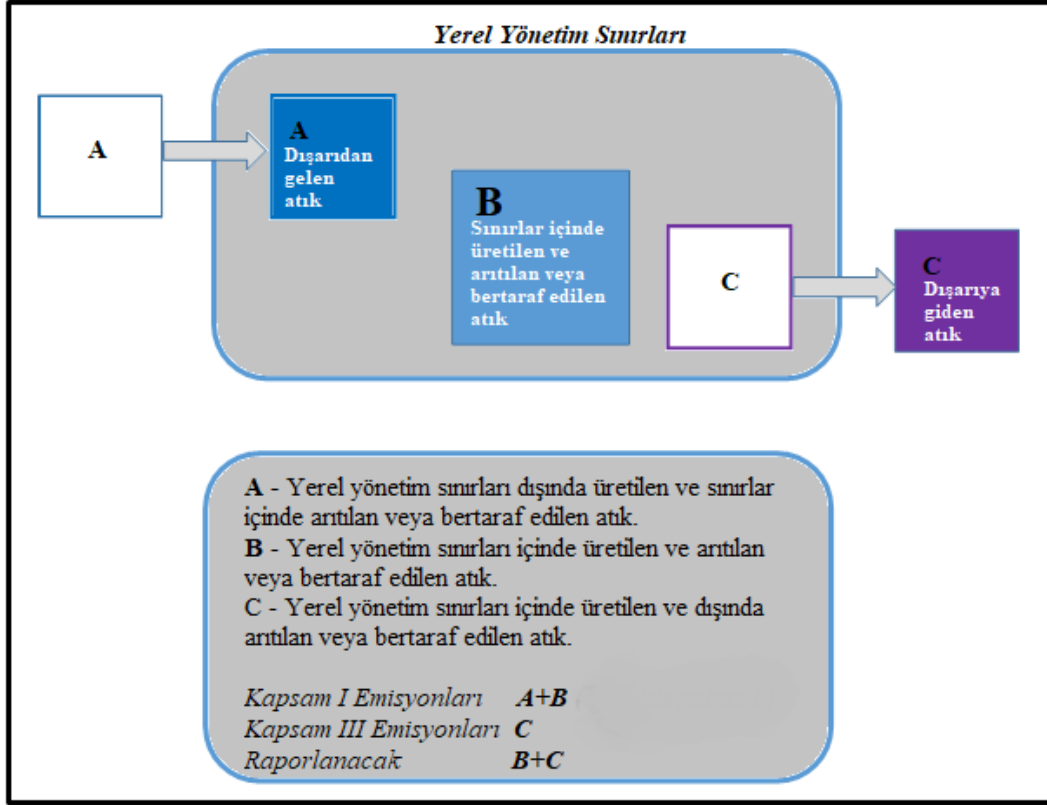 Yerel Yönetim Sınırları
A
A
Dışarıdan
gelen
atık
B
Sınırlar içinde
üretilen ve
arıtılan veya
bertaraf edilen
atık
C
C
Dışarıya
giden
atık
A - Yerel yönetim sınırları dışında üretilen ve sınırlar
içinde arıtılan veya bertaraf edilen atık.
B - Yerel yönetim sınırları içinde üretilen ve arıtılan
veya bertaraf edilen atık.
C - Yerel yönetim sınırları içinde üretilen ve dışında
arıtılan veya bertaraf edilen atık.
Kapsam I Emisyonları A+B
Kapsam III Emisyonları C
Raporlanacak B+C